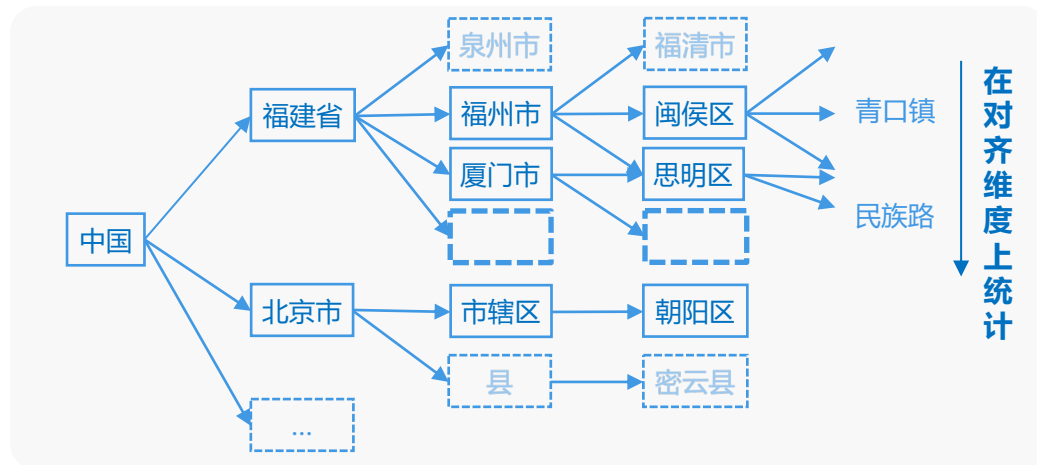 泉州市
福清市
福建省
福州市
闽侯区
青口镇
厦门市
思明区
民族路
中国
北京市
市辖区
朝阳区
县
密云县
...
在对齐维度上统计